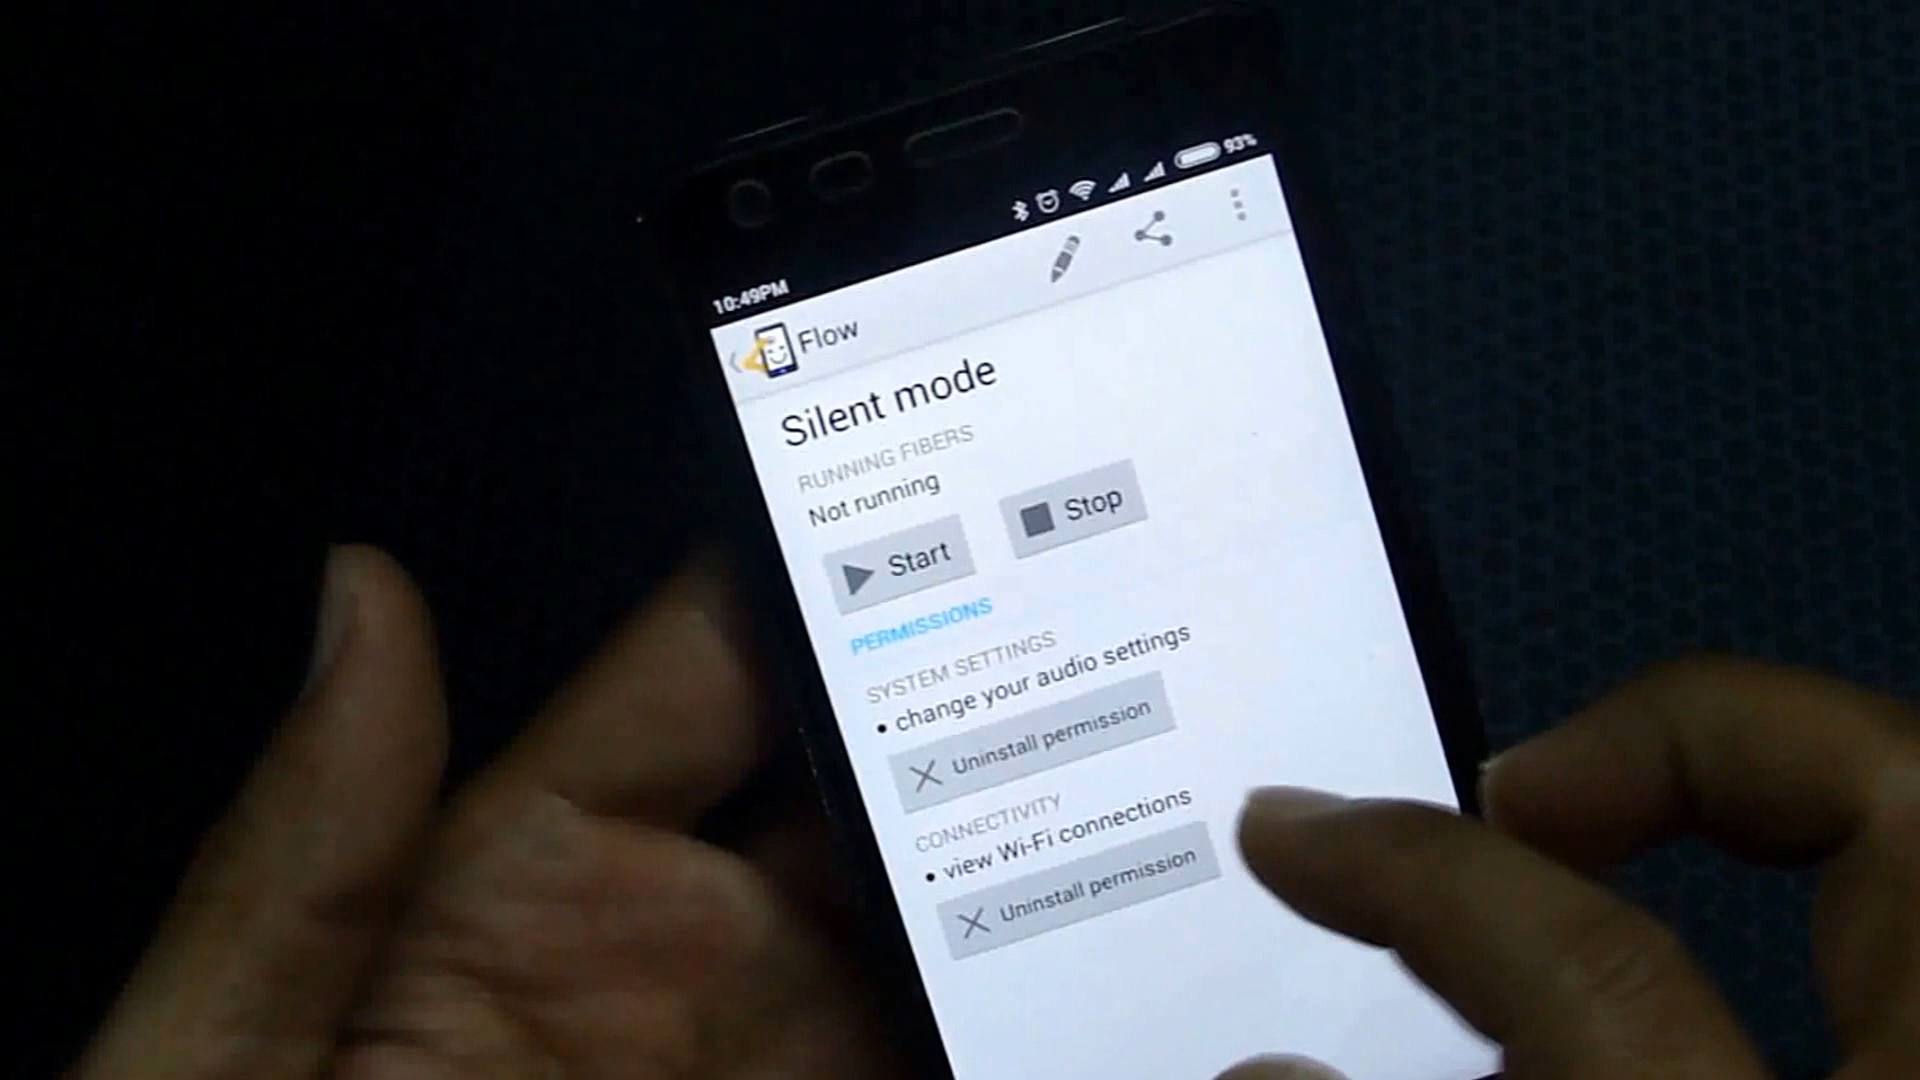 93%
10:49PM
Flow
Silent mode
RUNNING FIBERS
Not running
Start
Stop
PERMISSIONS
SYSTEM SETTINGS
• change your audio settings
Uninstall permission
CONNECTIVITY
• view Wi-Fi connections
Uninstall permission